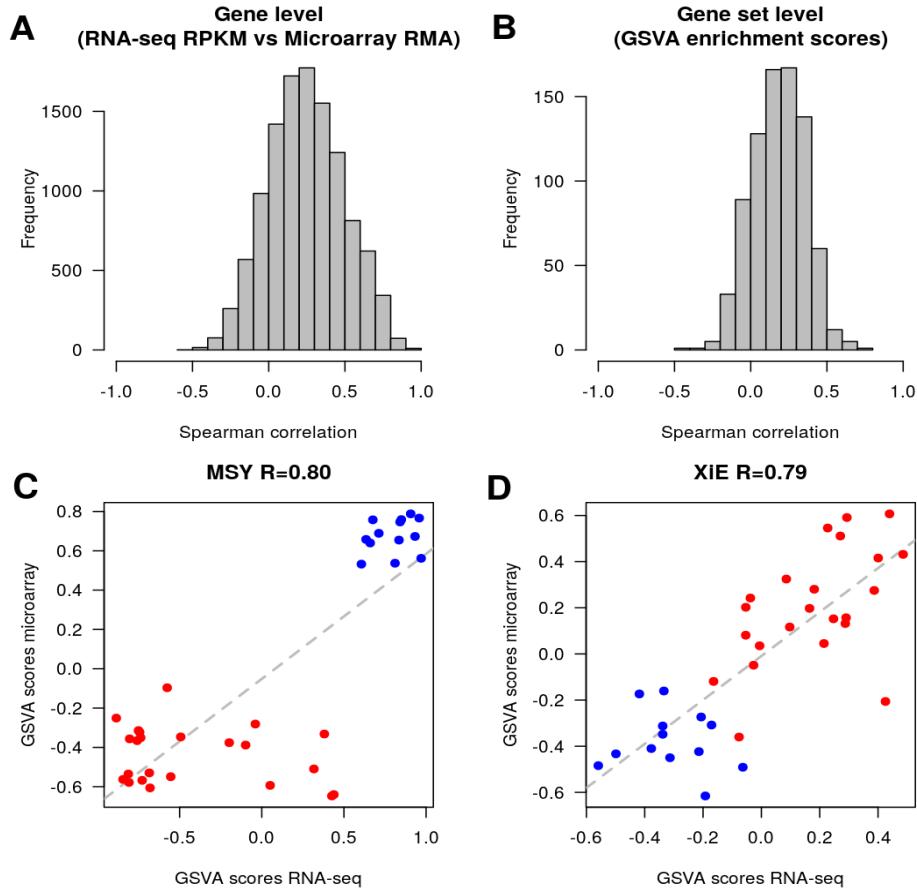 A
Gene level
(RNA-seq RPKM vs Microarray RMA)
Frequency
1500
1000
500
0
-1.0 -0.5 0.0 0.5 1.0
Spearman correlation
B
Gene set level
(GSVA enrichment scores)
Frequency
150
100
50
0
-1.0 -0.5 0.0 0.5 1.0
Spearman correlation
C
MSY R=0.80
GSVA scores microarray
0.8
0.6
0.4
0.2
0.0
-0.2
-0.4
-0.6
-0.5 0.0 0.5 1.0
GSVA scores RNA-seq
D
XiE R=0.79
GSVA scores microarray
0.6
0.4
0.2
0.0
-0.2
-0.4
-0.6
-0.6 -0.4 -0.2 0.0 0.2 0.4
GSVA scores RNA-seq